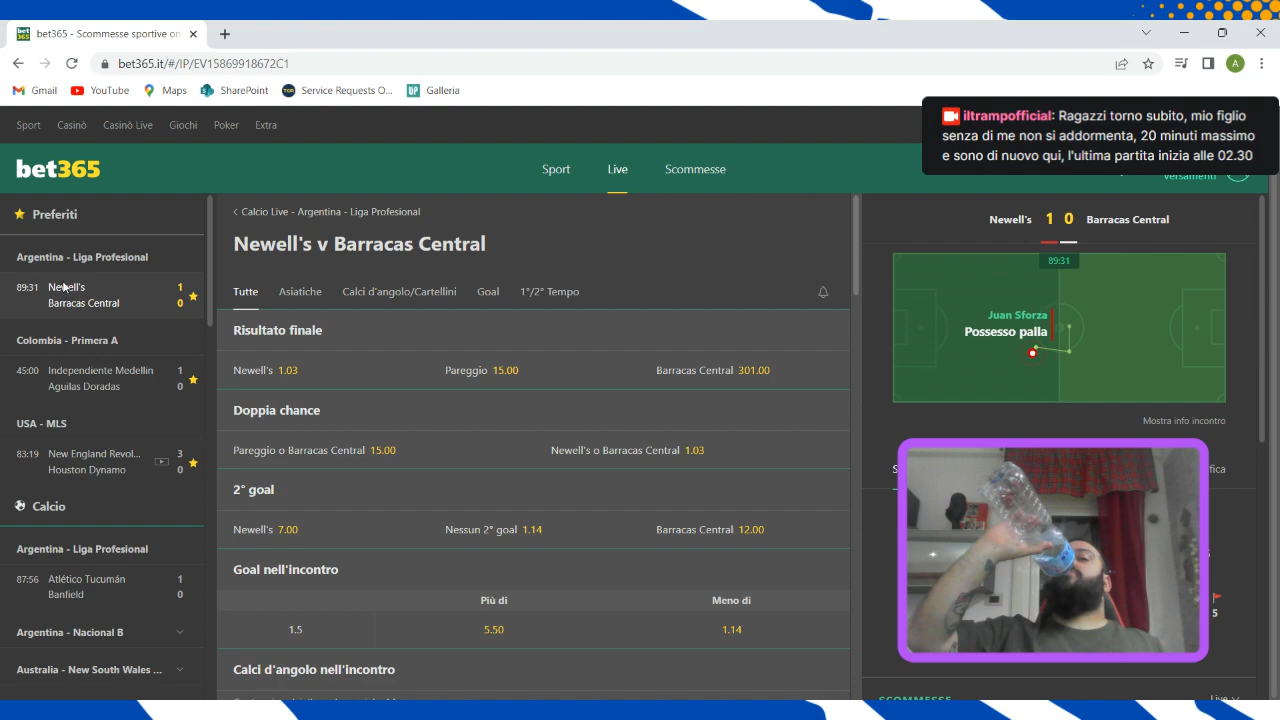 bet365 - Scommesse sportive on
bet365.it/#/IP/EV15869918672C1
A
Gmail
YouTube
Maps
SharePoint
Service Requests O...
Galleria
iltrampofficial: Ragazzi torno subito, mio figlio
senza di me non si addormenta, 20 minuti massimo
e sono di nuovo qui, l'ultima partita inizia alle 02.30
Sport
Casinò
Casinò Live
Giochi
Poker
Extra
bet365
Sport
Live
Scommesse
Versamenti
Preferiti
Argentina - Liga Profesional
89:31 Newell's 1
Barracas Central 0
Colombia - Primera A
45:00 Independiente Medellin 1
Aguilas Doradas 0
USA - MLS
83:19 New England Revol... 3
Houston Dynamo 0
Calcio
Argentina - Liga Profesional
87:56 Atlético Tucumán 1
Banfield 0
Argentina - Nacional B
Australia - New South Wales ...
Calcio Live - Argentina - Liga Profesional
Newell's v Barracas Central
Tutte
Asiatiche
Calci d'angolo/Cartellini
Goal
1°/2° Tempo
Risultato finale
Newell's 1.03
Pareggio 15.00
Barracas Central 301.00
Doppia chance
Pareggio o Barracas Central 15.00
Newell's o Barracas Central 1.03
2° goal
Newell's 7.00
Nessun 2° goal 1.14
Barracas Central 12.00
Goal nell'incontro
Più di
Meno di
1.5
5.50
1.14
Calci d'angolo nell'incontro
Newell's 1 0 Barracas Central
89:31
Juan Sforza
Possesso palla
Mostra info incontro
5
SCOMMESSE
Live